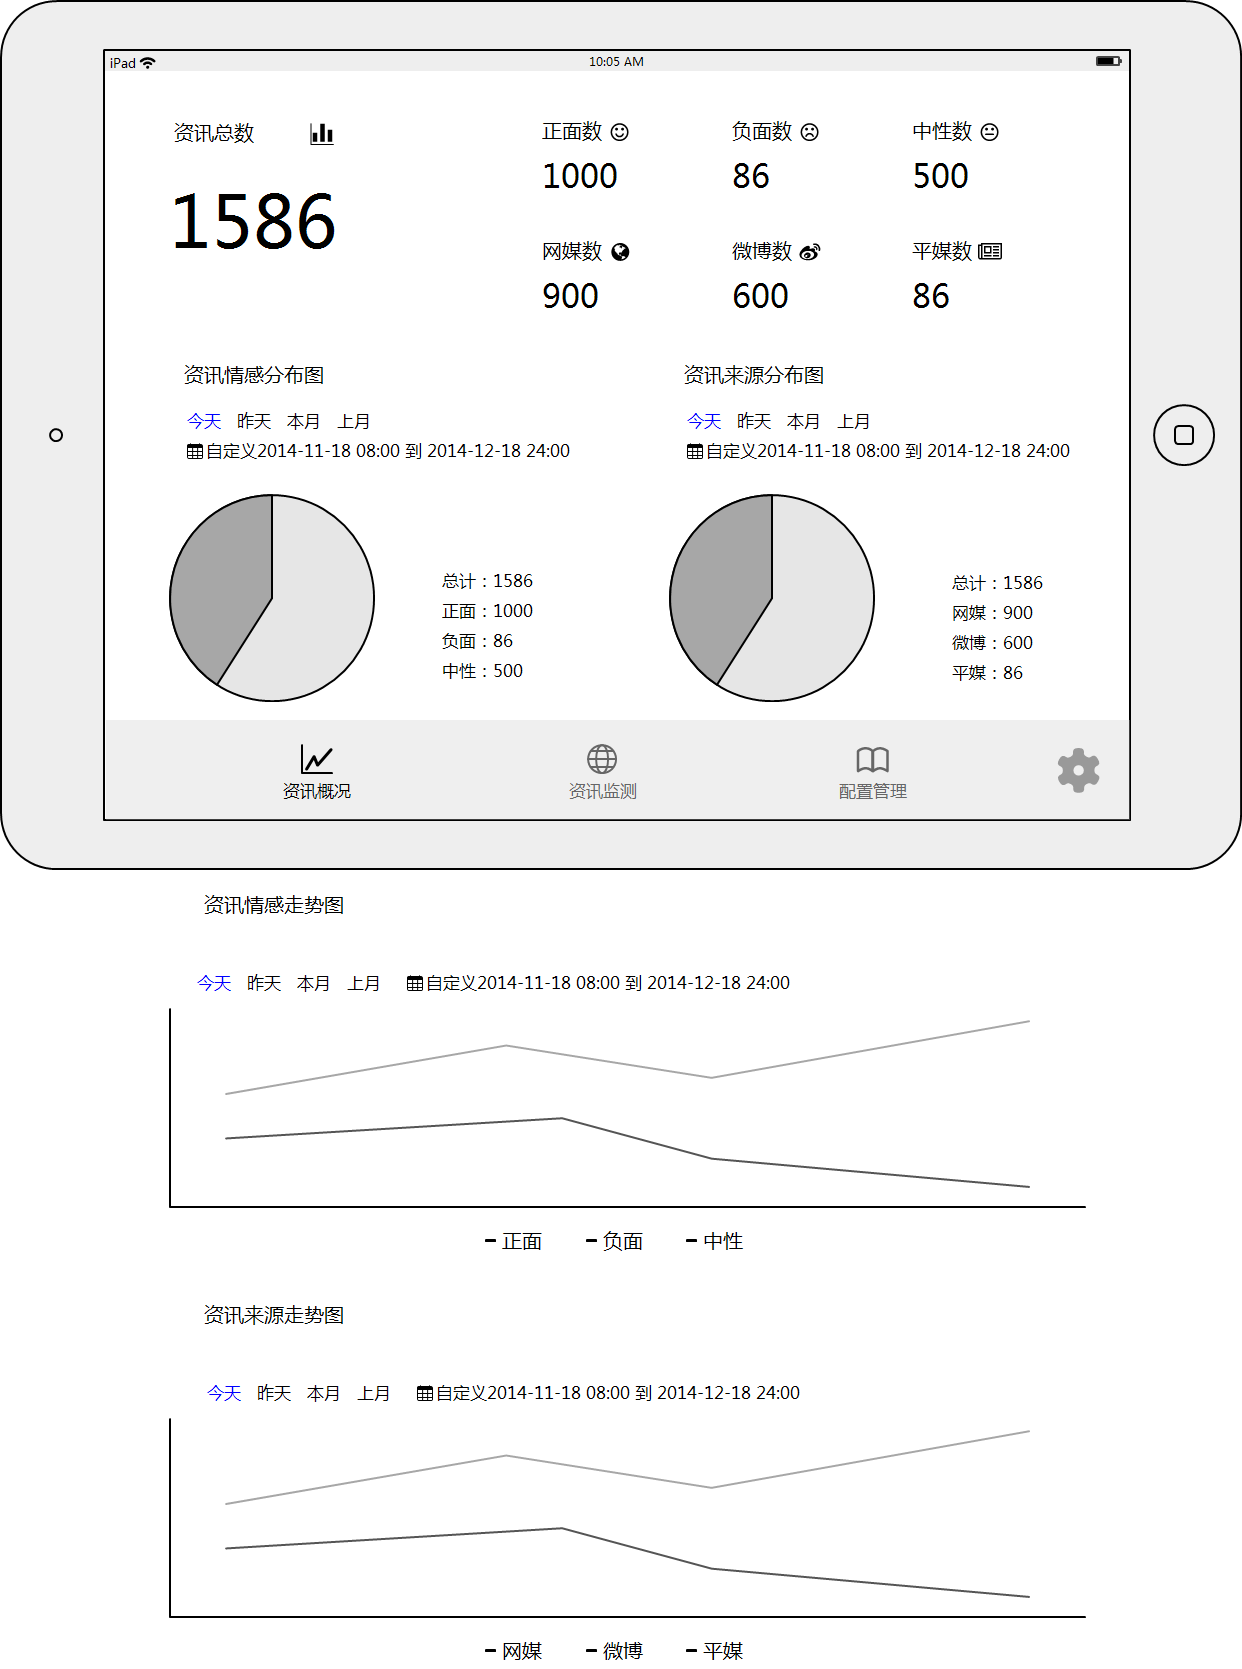 iPad 10:05 AM
资讯总数
1586
正面数 负面数 中性数
1000 86 500
网媒数 微博数 平媒数
900 600 86
资讯情感分布图
今天 昨天 本月 上月
自定义2014-11-18 08:00 到 2014-12-18 24:00
总计：1586
正面：1000
负面：86
中性：500
资讯来源分布图
今天 昨天 本月 上月
自定义2014-11-18 08:00 到 2014-12-18 24:00
总计：1586
网媒：900
微博：600
平媒：86
资讯概况 资讯监测 配置管理
资讯情感走势图
今天 昨天 本月 上月 自定义2014-11-18 08:00 到 2014-12-18 24:00
正面 负面 中性
资讯来源走势图
今天 昨天 本月 上月 自定义2014-11-18 08:00 到 2014-12-18 24:00
网媒 微博 平媒